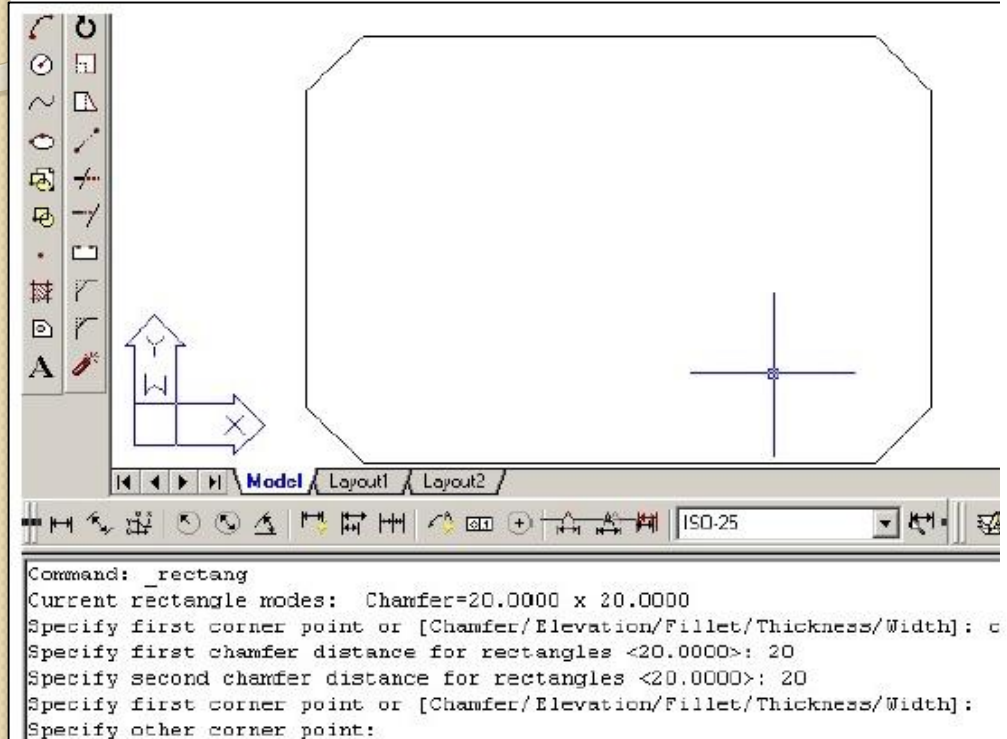 A
Y
W
X
Model Layout1 Layout2
ISO-25
Command: _rectang
Current rectangle modes: Chamfer=20.0000 x 20.0000
Specify first corner point or [Chamfer/Elevation/Fillet/Thickness/Width]: c
Specify first chamfer distance for rectangles <20.0000>: 20
Specify second chamfer distance for rectangles <20.0000>: 20
Specify first corner point or [Chamfer/Elevation/Fillet/Thickness/Width]:
Specify other corner point: